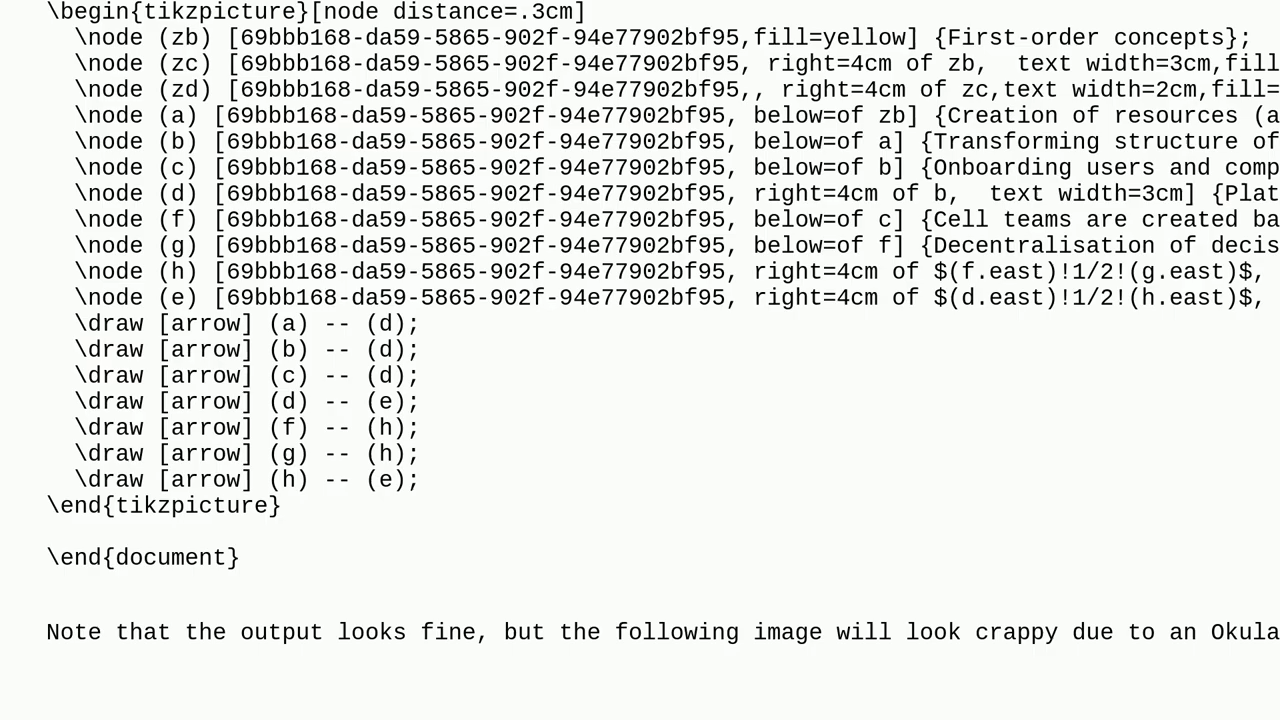 \begin{tikzpicture}[node distance=.3cm]
\node (zb) [69bbb168-da59-5865-902f-94e77902bf95,fill=yellow] {First-order concepts};
\node (zc) [69bbb168-da59-5865-902f-94e77902bf95, right=4cm of zb,  text width=3cm,fill
\node (zd) [69bbb168-da59-5865-902f-94e77902bf95,, right=4cm of zc,text width=2cm,fill=
\node (a) [69bbb168-da59-5865-902f-94e77902bf95, below=of zb] {Creation of resources (a
\node (b) [69bbb168-da59-5865-902f-94e77902bf95, below=of a] {Transforming structure of
\node (c) [69bbb168-da59-5865-902f-94e77902bf95, below=of b] {Onboarding users and comp
\node (d) [69bbb168-da59-5865-902f-94e77902bf95, right=4cm of b,  text width=3cm] {Plat
\node (f) [69bbb168-da59-5865-902f-94e77902bf95, below=of c] {Cell teams are created ba
\node (g) [69bbb168-da59-5865-902f-94e77902bf95, below=of f] {Decentralisation of decis
\node (h) [69bbb168-da59-5865-902f-94e77902bf95, right=4cm of $(f.east)!1/2!(g.east)$,
\node (e) [69bbb168-da59-5865-902f-94e77902bf95, right=4cm of $(d.east)!1/2!(h.east)$,
\draw [arrow] (a) -- (d);
\draw [arrow] (b) -- (d);
\draw [arrow] (c) -- (d);
\draw [arrow] (d) -- (e);
\draw [arrow] (f) -- (h);
\draw [arrow] (g) -- (h);
\draw [arrow] (h) -- (e);
\end{tikzpicture}
\end{document}
Note that the output looks fine, but the following image will look crappy due to an Okula